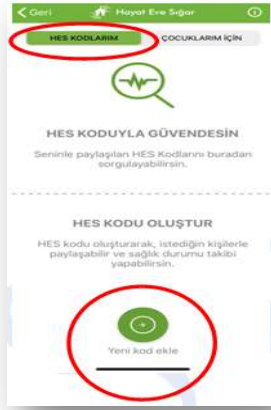 Geri
Hayat Eve Sığar
HES KODLARIM
ÇOCUKLARIM İÇİN
HES KODUYLA GÜVENDESİN
Seninle paylaşılan HES Kodlarını buradan
sorgulayabilirsin.
HES KODU OLUŞTUR
HES kodu oluşturarak, istediğin kişilerle
paylaşabilir ve sağlık durumu takibi
yapabilirsin.
Yeni kod ekle